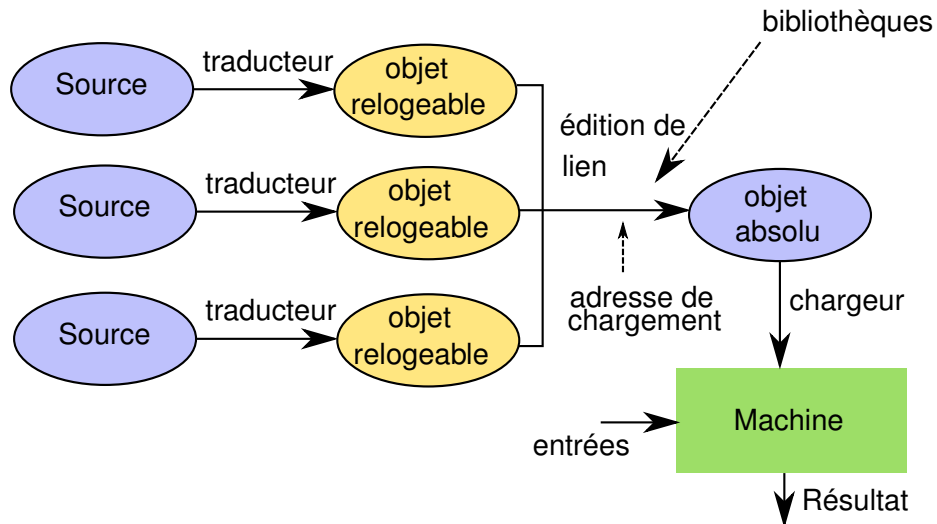 bibliothèques
Source
traducteur
objet
relogeable
édition de
lien
Source
traducteur
objet
relogeable
objet
absolu
adresse de
chargement
Source
traducteur
objet
relogeable
chargeur
Machine
entrées
Résultat